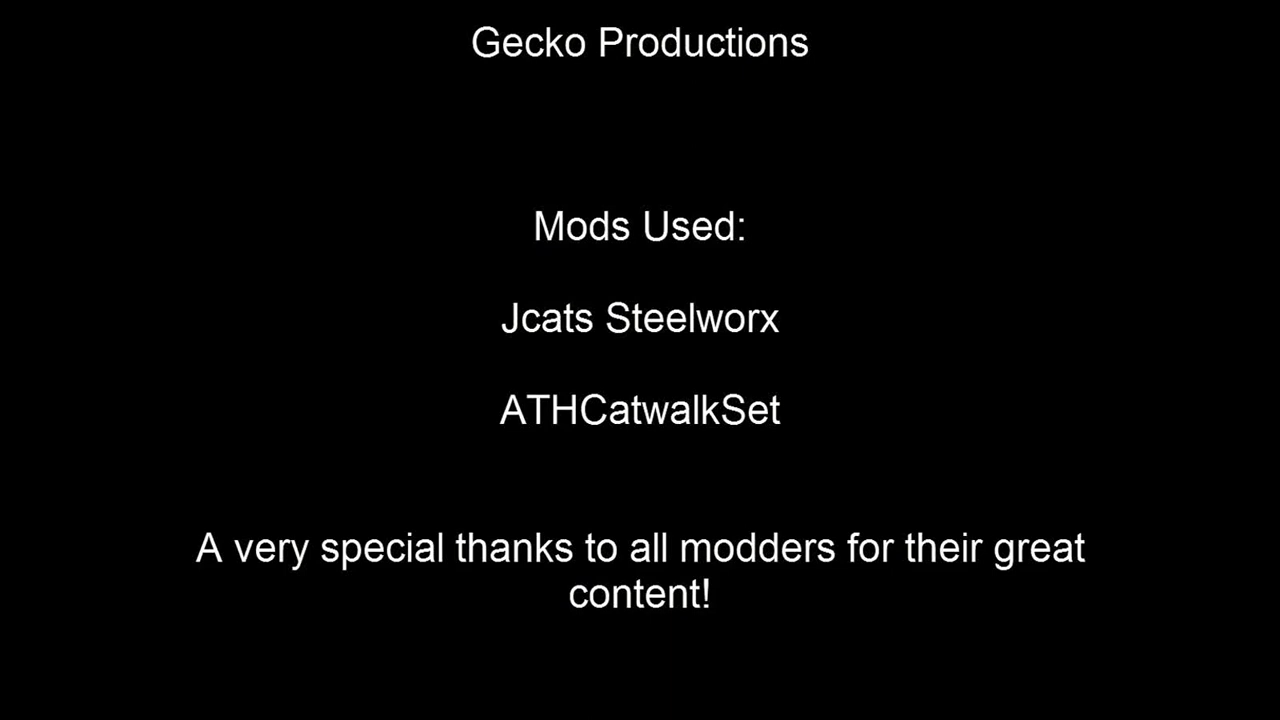 Gecko Productions
Mods Used:
Jcats Steelworx
ATHCatwalkSet
A very special thanks to all modders for their great
content!